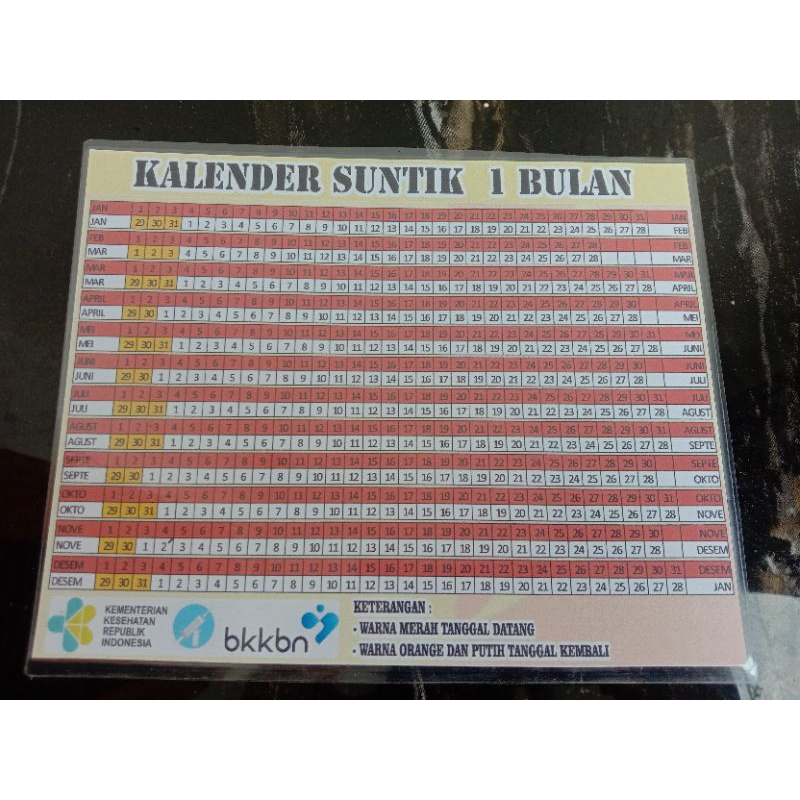 KALENDER SUNTIK 1 BULAN
JAN 1 2 3 4 5 6 7 8 9 10 11 12 13 14 15 16 17 18 19 20 21 22 23 24 25 26 27 28 29 30 31 JAN
JAN 29 30 31 1 2 3 4 5 6 7 8 9 10 11 12 13 14 15 16 17 18 19 20 21 22 23 24 25 26 27 28 FEB
FEB 1 2 3 4 5 6 7 8 9 10 11 12 13 14 15 16 17 18 19 20 21 22 23 24 25 26 27 28 FEB
MAR 1 2 3 4 5 6 7 8 9 10 11 12 13 14 15 16 17 18 19 20 21 22 23 24 25 26 27 28 MAR
MAR 1 2 3 4 5 6 7 8 9 10 11 12 13 14 15 16 17 18 19 20 21 22 23 24 25 26 27 28 29 30 31 MAR
MAR 29 30 31 1 2 3 4 5 6 7 8 9 10 11 12 13 14 15 16 17 18 19 20 21 22 23 24 25 26 27 28 APRIL
APRIL 1 2 3 4 5 6 7 8 9 10 11 12 13 14 15 16 17 18 19 20 21 22 23 24 25 26 27 28 29 30 APRIL
APRIL 29 30 1 2 3 4 5 6 7 8 9 10 11 12 13 14 15 16 17 18 19 20 21 22 23 24 25 26 27 28 MEI
MEI 1 2 3 4 5 6 7 8 9 10 11 12 13 14 15 16 17 18 19 20 21 22 23 24 25 26 27 28 29 30 31 MEI
MEI 29 30 31 1 2 3 4 5 6 7 8 9 10 11 12 13 14 15 16 17 18 19 20 21 22 23 24 25 26 27 28 JUNI
JUNI 1 2 3 4 5 6 7 8 9 10 11 12 13 14 15 16 17 18 19 20 21 22 23 24 25 26 27 28 29 30 JUNI
JUNI 29 30 1 2 3 4 5 6 7 8 9 10 11 12 13 14 15 16 17 18 19 20 21 22 23 24 25 26 27 28 JULI
JULI 1 2 3 4 5 6 7 8 9 10 11 12 13 14 15 16 17 18 19 20 21 22 23 24 25 26 27 28 29 30 31 JULI
JULI 29 30 31 1 2 3 4 5 6 7 8 9 10 11 12 13 14 15 16 17 18 19 20 21 22 23 24 25 26 27 28 AGUST
AGUST 1 2 3 4 5 6 7 8 9 10 11 12 13 14 15 16 17 18 19 20 21 22 23 24 25 26 27 28 29 30 31 AGUST
AGUST 29 30 31 1 2 3 4 5 6 7 8 9 10 11 12 13 14 15 16 17 18 19 20 21 22 23 24 25 26 27 28 SEPTE
SEPTE 1 2 3 4 5 6 7 8 9 10 11 12 13 14 15 16 17 18 19 20 21 22 23 24 25 26 27 28 29 30 SEPTE
SEPTE 29 30 1 2 3 4 5 6 7 8 9 10 11 12 13 14 15 16 17 18 19 20 21 22 23 24 25 26 27 28 OKTO
OKTO 1 2 3 4 5 6 7 8 9 10 11 12 13 14 15 16 17 18 19 20 21 22 23 24 25 26 27 28 29 30 31 OKTO
OKTO 29 30 31 1 2 3 4 5 6 7 8 9 10 11 12 13 14 15 16 17 18 19 20 21 22 23 24 25 26 27 28 NOVE
NOVE 1 2 3 4 5 6 7 8 9 10 11 12 13 14 15 16 17 18 19 20 21 22 23 24 25 26 27 28 29 30 NOVE
NOVE 29 30 1 2 3 4 5 6 7 8 9 10 11 12 13 14 15 16 17 18 19 20 21 22 23 24 25 26 27 28 DESEM
DESEM 1 2 3 4 5 6 7 8 9 10 11 12 13 14 15 16 17 18 19 20 21 22 23 24 25 26 27 28 29 30 31 DESEM
DESEM 29 30 31 1 2 3 4 5 6 7 8 9 10 11 12 13 14 15 16 17 18 19 20 21 22 23 24 25 26 27 28 JAN
KEMENTERIAN
KESEHATAN
REPUBLIK
INDONESIA
bkkbn
KETERANGAN :
- WARNA MERAH TANGGAL DATANG
- WARNA ORANGE DAN PUTIH TANGGAL KEMBALI